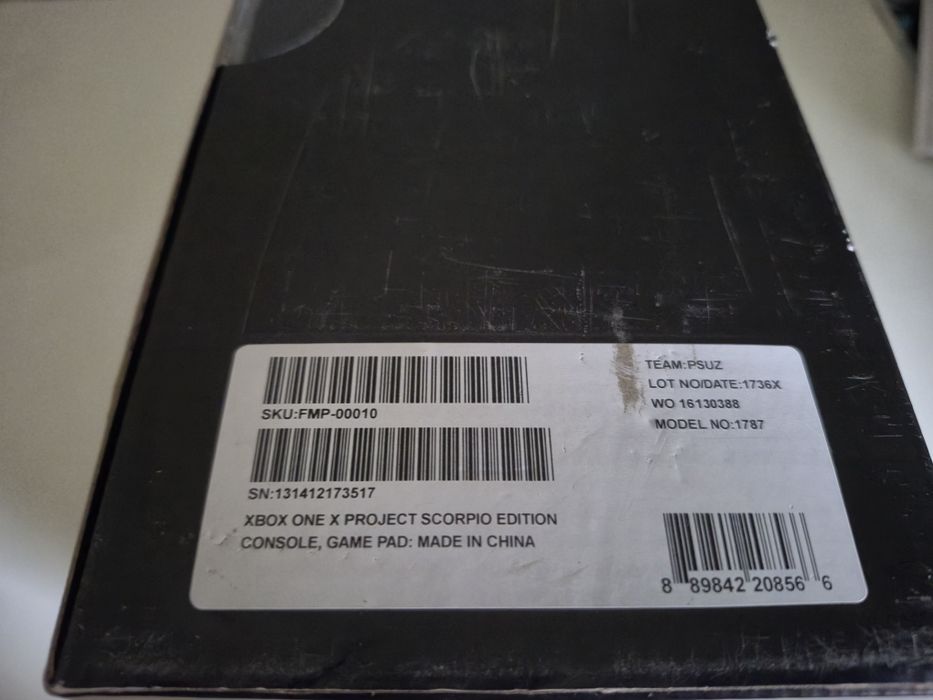 SKU:FMP-00010
SN:131412173517
XBOX ONE X PROJECT SCORPIO EDITION
CONSOLE, GAME PAD: MADE IN CHINA
TEAM:PSUZ
LOT NO/DATE:1736X
WO 16130388
MODEL NO:1787
8 89842 20856 6